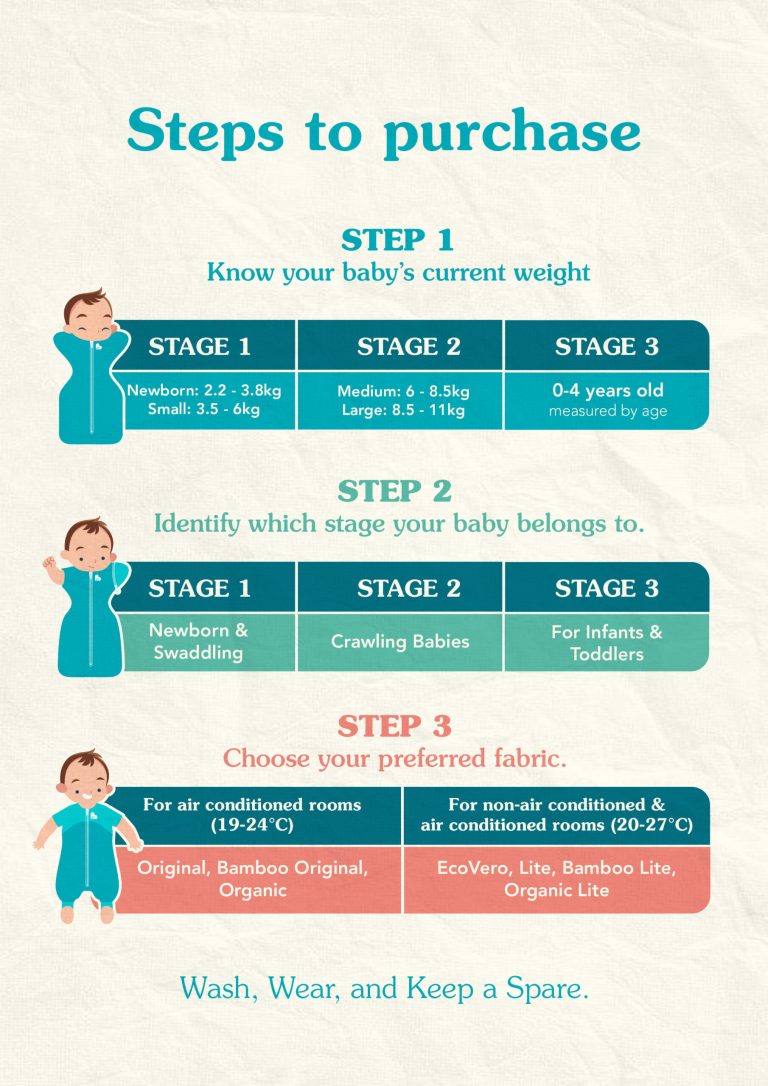 Steps to purchase
STEP 1
Know your baby's current weight
STAGE 1
STAGE 2
STAGE 3
Newborn: 2.2 - 3.8kg
Small: 3.5 - 6kg
Medium: 6 - 8.5kg
Large: 8.5 - 11kg
0-4 years old
measured by age
STEP 2
Identify which stage your baby belongs to.
STAGE 1
STAGE 2
STAGE 3
Newborn &
Swaddling
Crawling Babies
For Infants &
Toddlers
STEP 3
Choose your preferred fabric.
For air conditioned rooms
(19-24°C)
For non-air conditioned &
air conditioned rooms (20-27°C)
Original, Bamboo Original,
Organic
EcoVero, Lite, Bamboo Lite,
Organic Lite
Wash, Wear, and Keep a Spare.